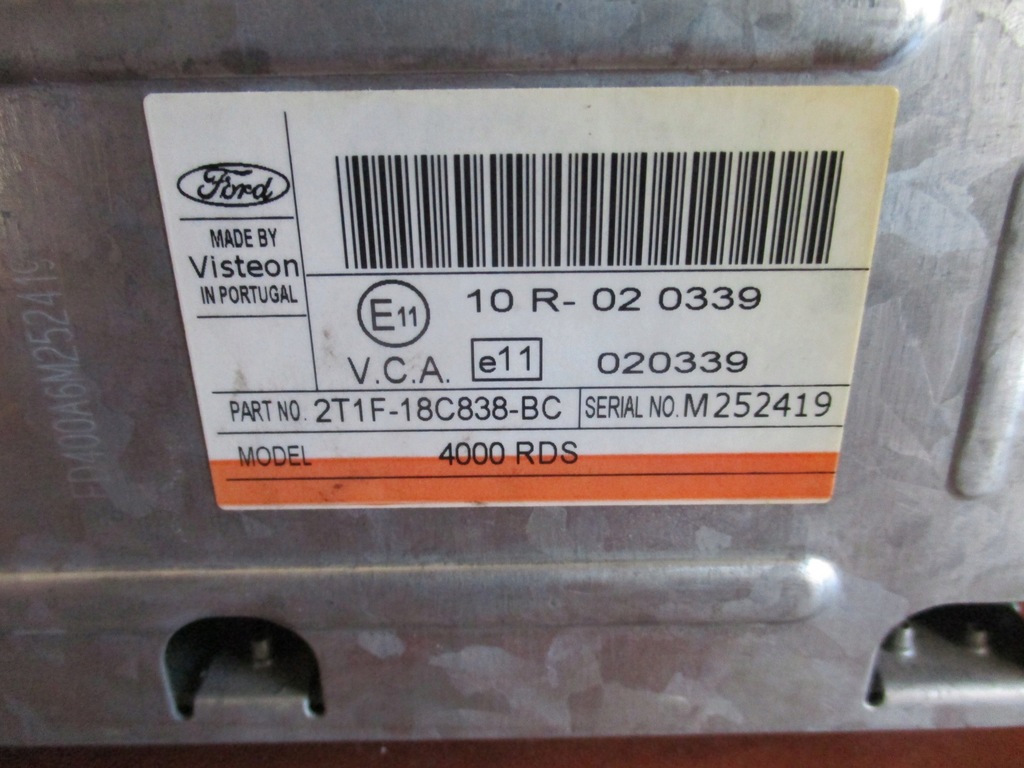 Ford
MADE BY
Visteon
IN PORTUGAL
E11 10 R- 02 0339
V.C.A. e11 020339
PART NO. 2T1F-18C838-BC SERIAL NO. M252419
MODEL 4000 RDS